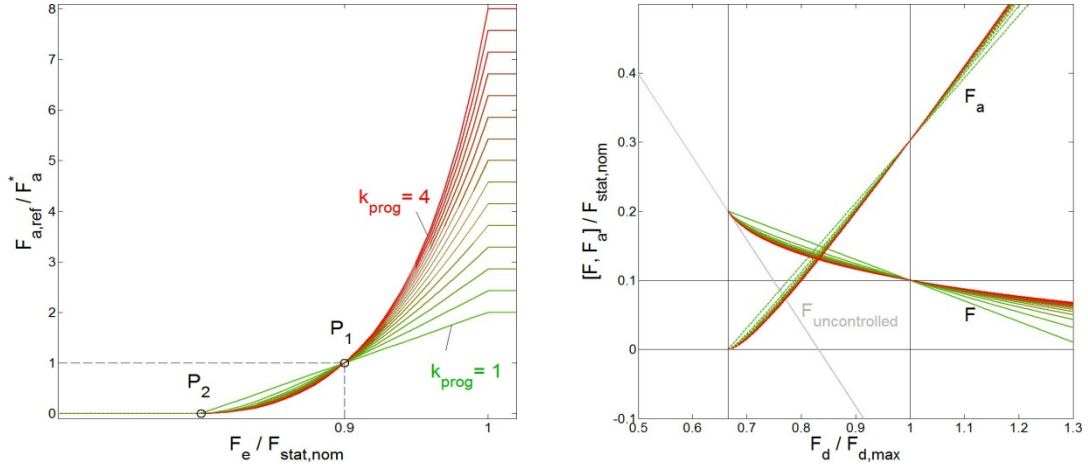 8
7
6
5
4
3
2
1
0
F_a,ref / F_a^*
k_prog = 4
P_1
P_2
k_prog = 1
0.9
1
F_e / F_stat,nom
0.4
0.3
0.2
0.1
0
-0.1
[F, F_a] / F_stat,nom
F_a
F_uncontrolled
F
0.5
0.6
0.7
0.8
0.9
1
1.1
1.2
1.3
F_d / F_d,max